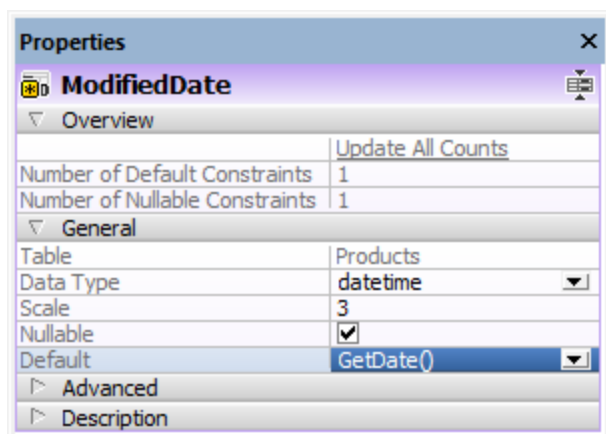 Properties
ModifiedDate
Overview
Update All Counts
Number of Default Constraints 1
Number of Nullable Constraints 1
General
Table Products
Data Type datetime
Scale 3
Nullable
Default GetDate()
Advanced
Description